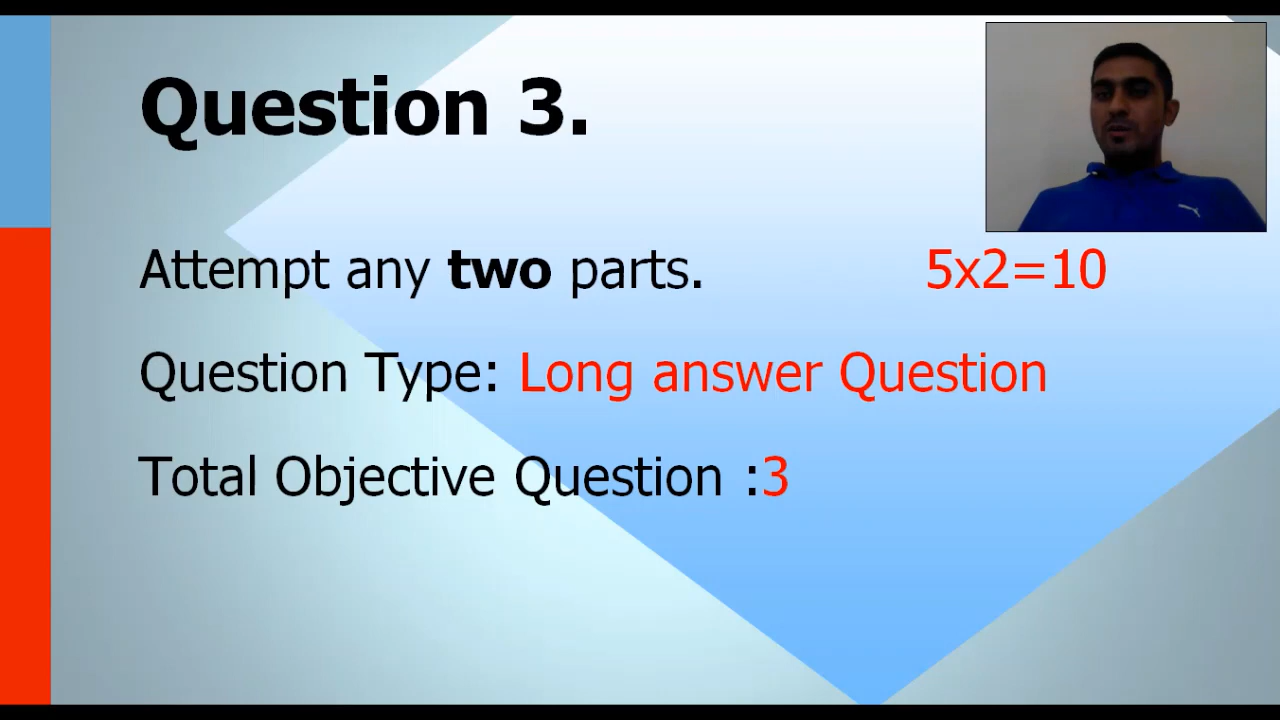 Question 3.
Attempt any two parts. 5x2=10
Question Type: Long answer Question
Total Objective Question :3